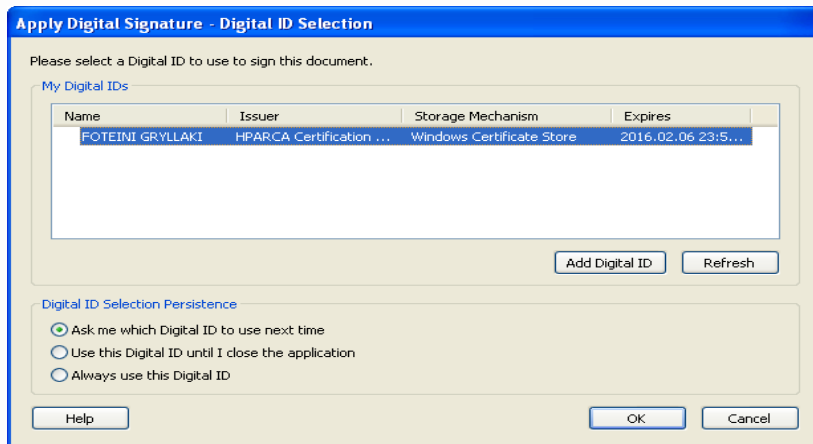 Apply Digital Signature - Digital ID Selection
Please select a Digital ID to use to sign this document.
My Digital IDs
Name Issuer Storage Mechanism Expires
FOTEINI GRYLLAKI HPARCA Certification ... Windows Certificate Store 2016.02.06 23:5...
Add Digital ID Refresh
Digital ID Selection Persistence
Ask me which Digital ID to use next time
Use this Digital ID until I close the application
Always use this Digital ID
Help OK Cancel